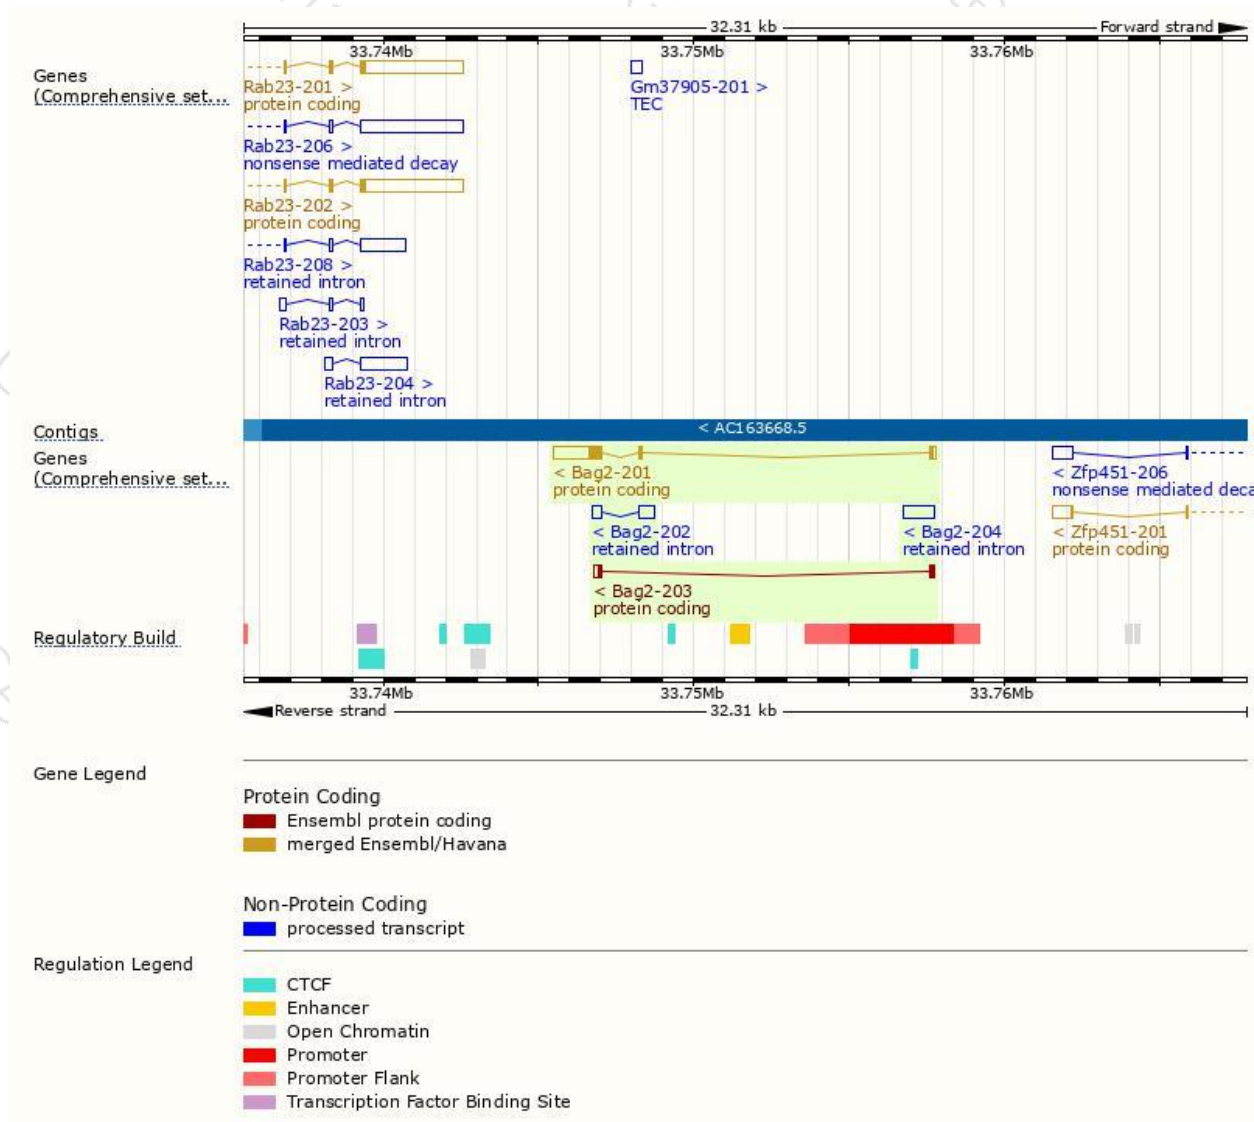 32.31 kb Forward strand
33.74Mb 33.75Mb 33.76Mb
Genes
(Comprehensive set...
Rab23-201 >
protein coding
Gm37905-201 >
TEC
Rab23-206 >
nonsense mediated decay
Rab23-202 >
protein coding
Rab23-208 >
retained intron
Rab23-203 >
retained intron
Rab23-204 >
retained intron
Contigs
< AC163668.5
Genes
(Comprehensive set...
< Bag2-201
protein coding
< Zfp451-206
nonsense mediated deca
< Bag2-202
retained intron
< Bag2-204
retained intron
< Zfp451-201
protein coding
< Bag2-203
protein coding
Regulatory Build
33.74Mb 33.75Mb 33.76Mb
Reverse strand 32.31 kb
Gene Legend
Protein Coding
Ensembl protein coding
merged Ensembl/Havana
Non-Protein Coding
processed transcript
Regulation Legend
CTCF
Enhancer
Open Chromatin
Promoter
Promoter Flank
Transcription Factor Binding Site